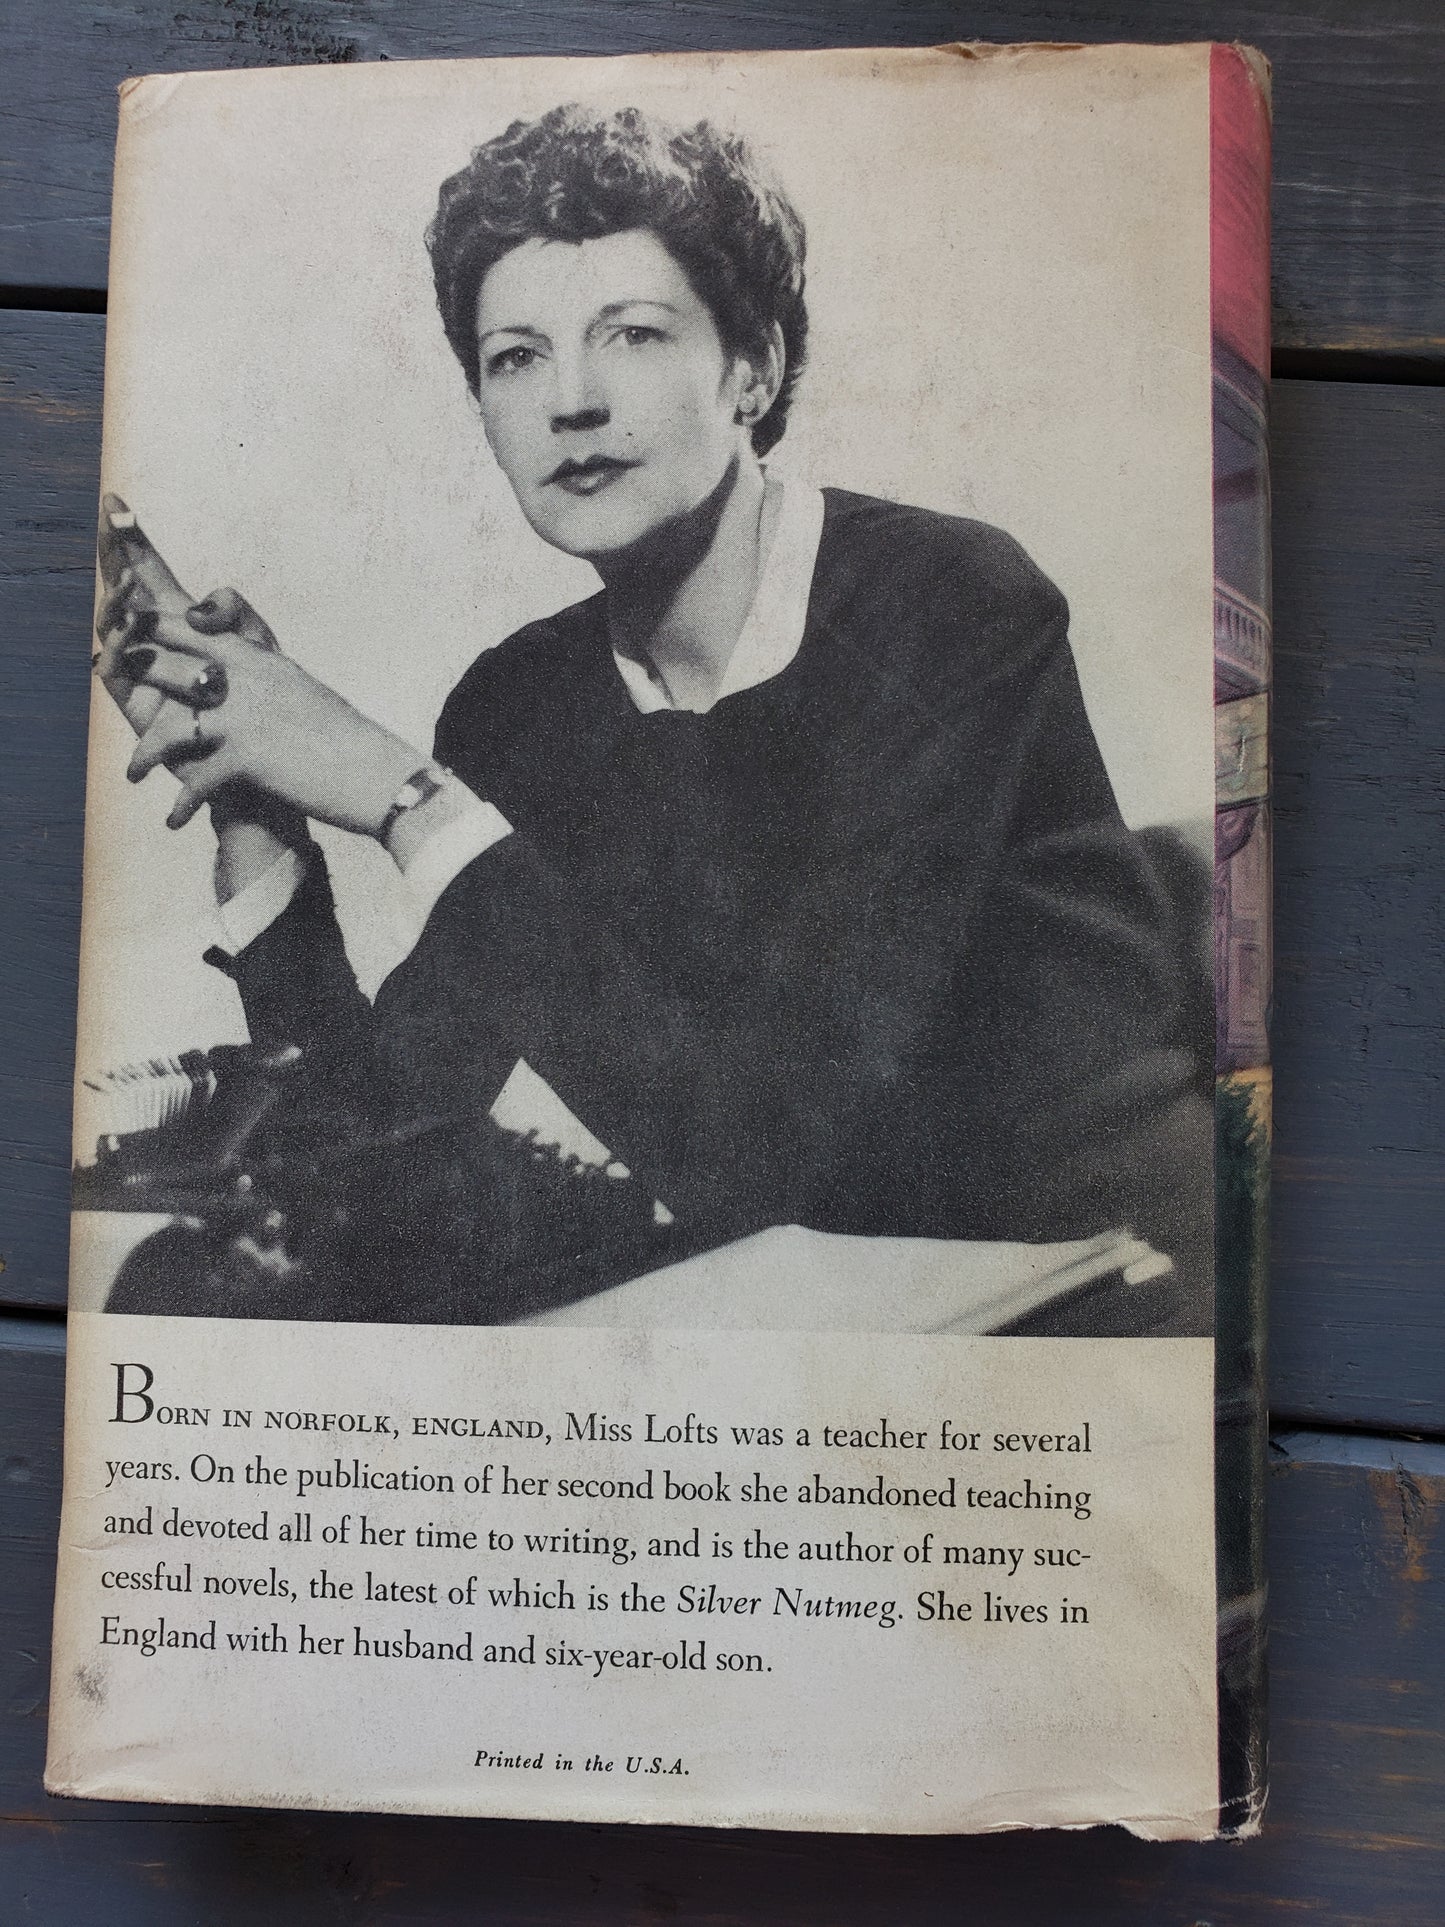 BORN IN NORFOLK, ENGLAND, Miss Lofts was a teacher for several
years. On the publication of her second book she abandoned teaching
and devoted all of her time to writing, and is the author of many suc-
cessful novels, the latest of which is the Silver Nutmeg. She lives in
England with her husband and six-year-old son.
Printed in the U.S.A.